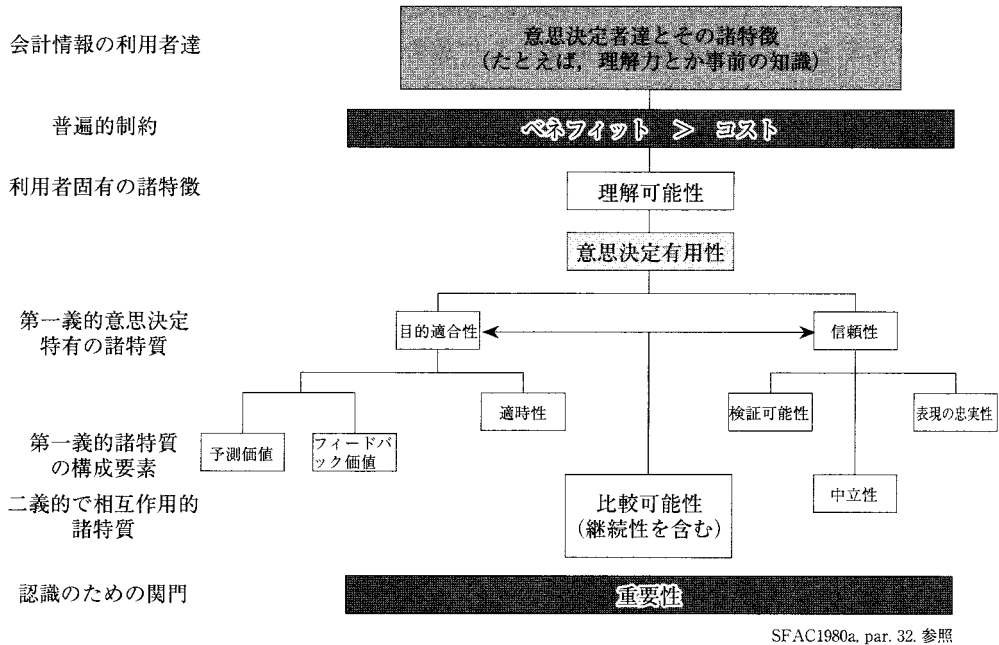 会計情報の利用者達
意思決定者達とその諸特徴
(たとえば，理解力とか事前の知識)
普遍的制約
ベネフィット　＞　コスト
利用者固有の諸特徴
理解可能性
意思決定有用性
第一義的意思決定
特有の諸特質
目的適合性
信頼性
適時性
検証可能性
表現の忠実性
第一義的諸特質
の構成要素
予測価値
フィードバ
ック価値
中立性
二義的で相互作用的
諸特質
比較可能性
(継続性を含む)
認識のための関門
重要性
SFAC1980a, par. 32. 参照